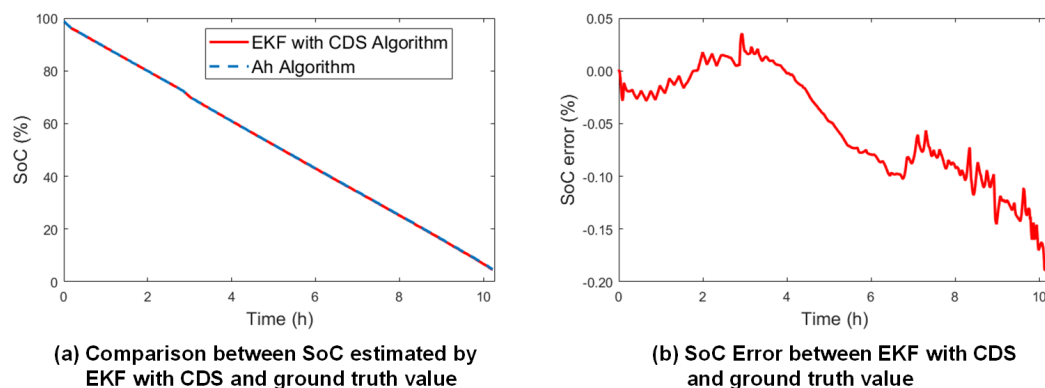 100
80
60
40
20
0
SoC (%)
EKF with CDS Algorithm
Ah Algorithm
0 2 4 6 8 10
Time (h)
(a) Comparison between SoC estimated by
EKF with CDS and ground truth value
0.05
0.00
-0.05
-0.10
-0.15
-0.20
SoC error (%)
0 2 4 6 8 10
Time (h)
(b) SoC Error between EKF with CDS
and ground truth value